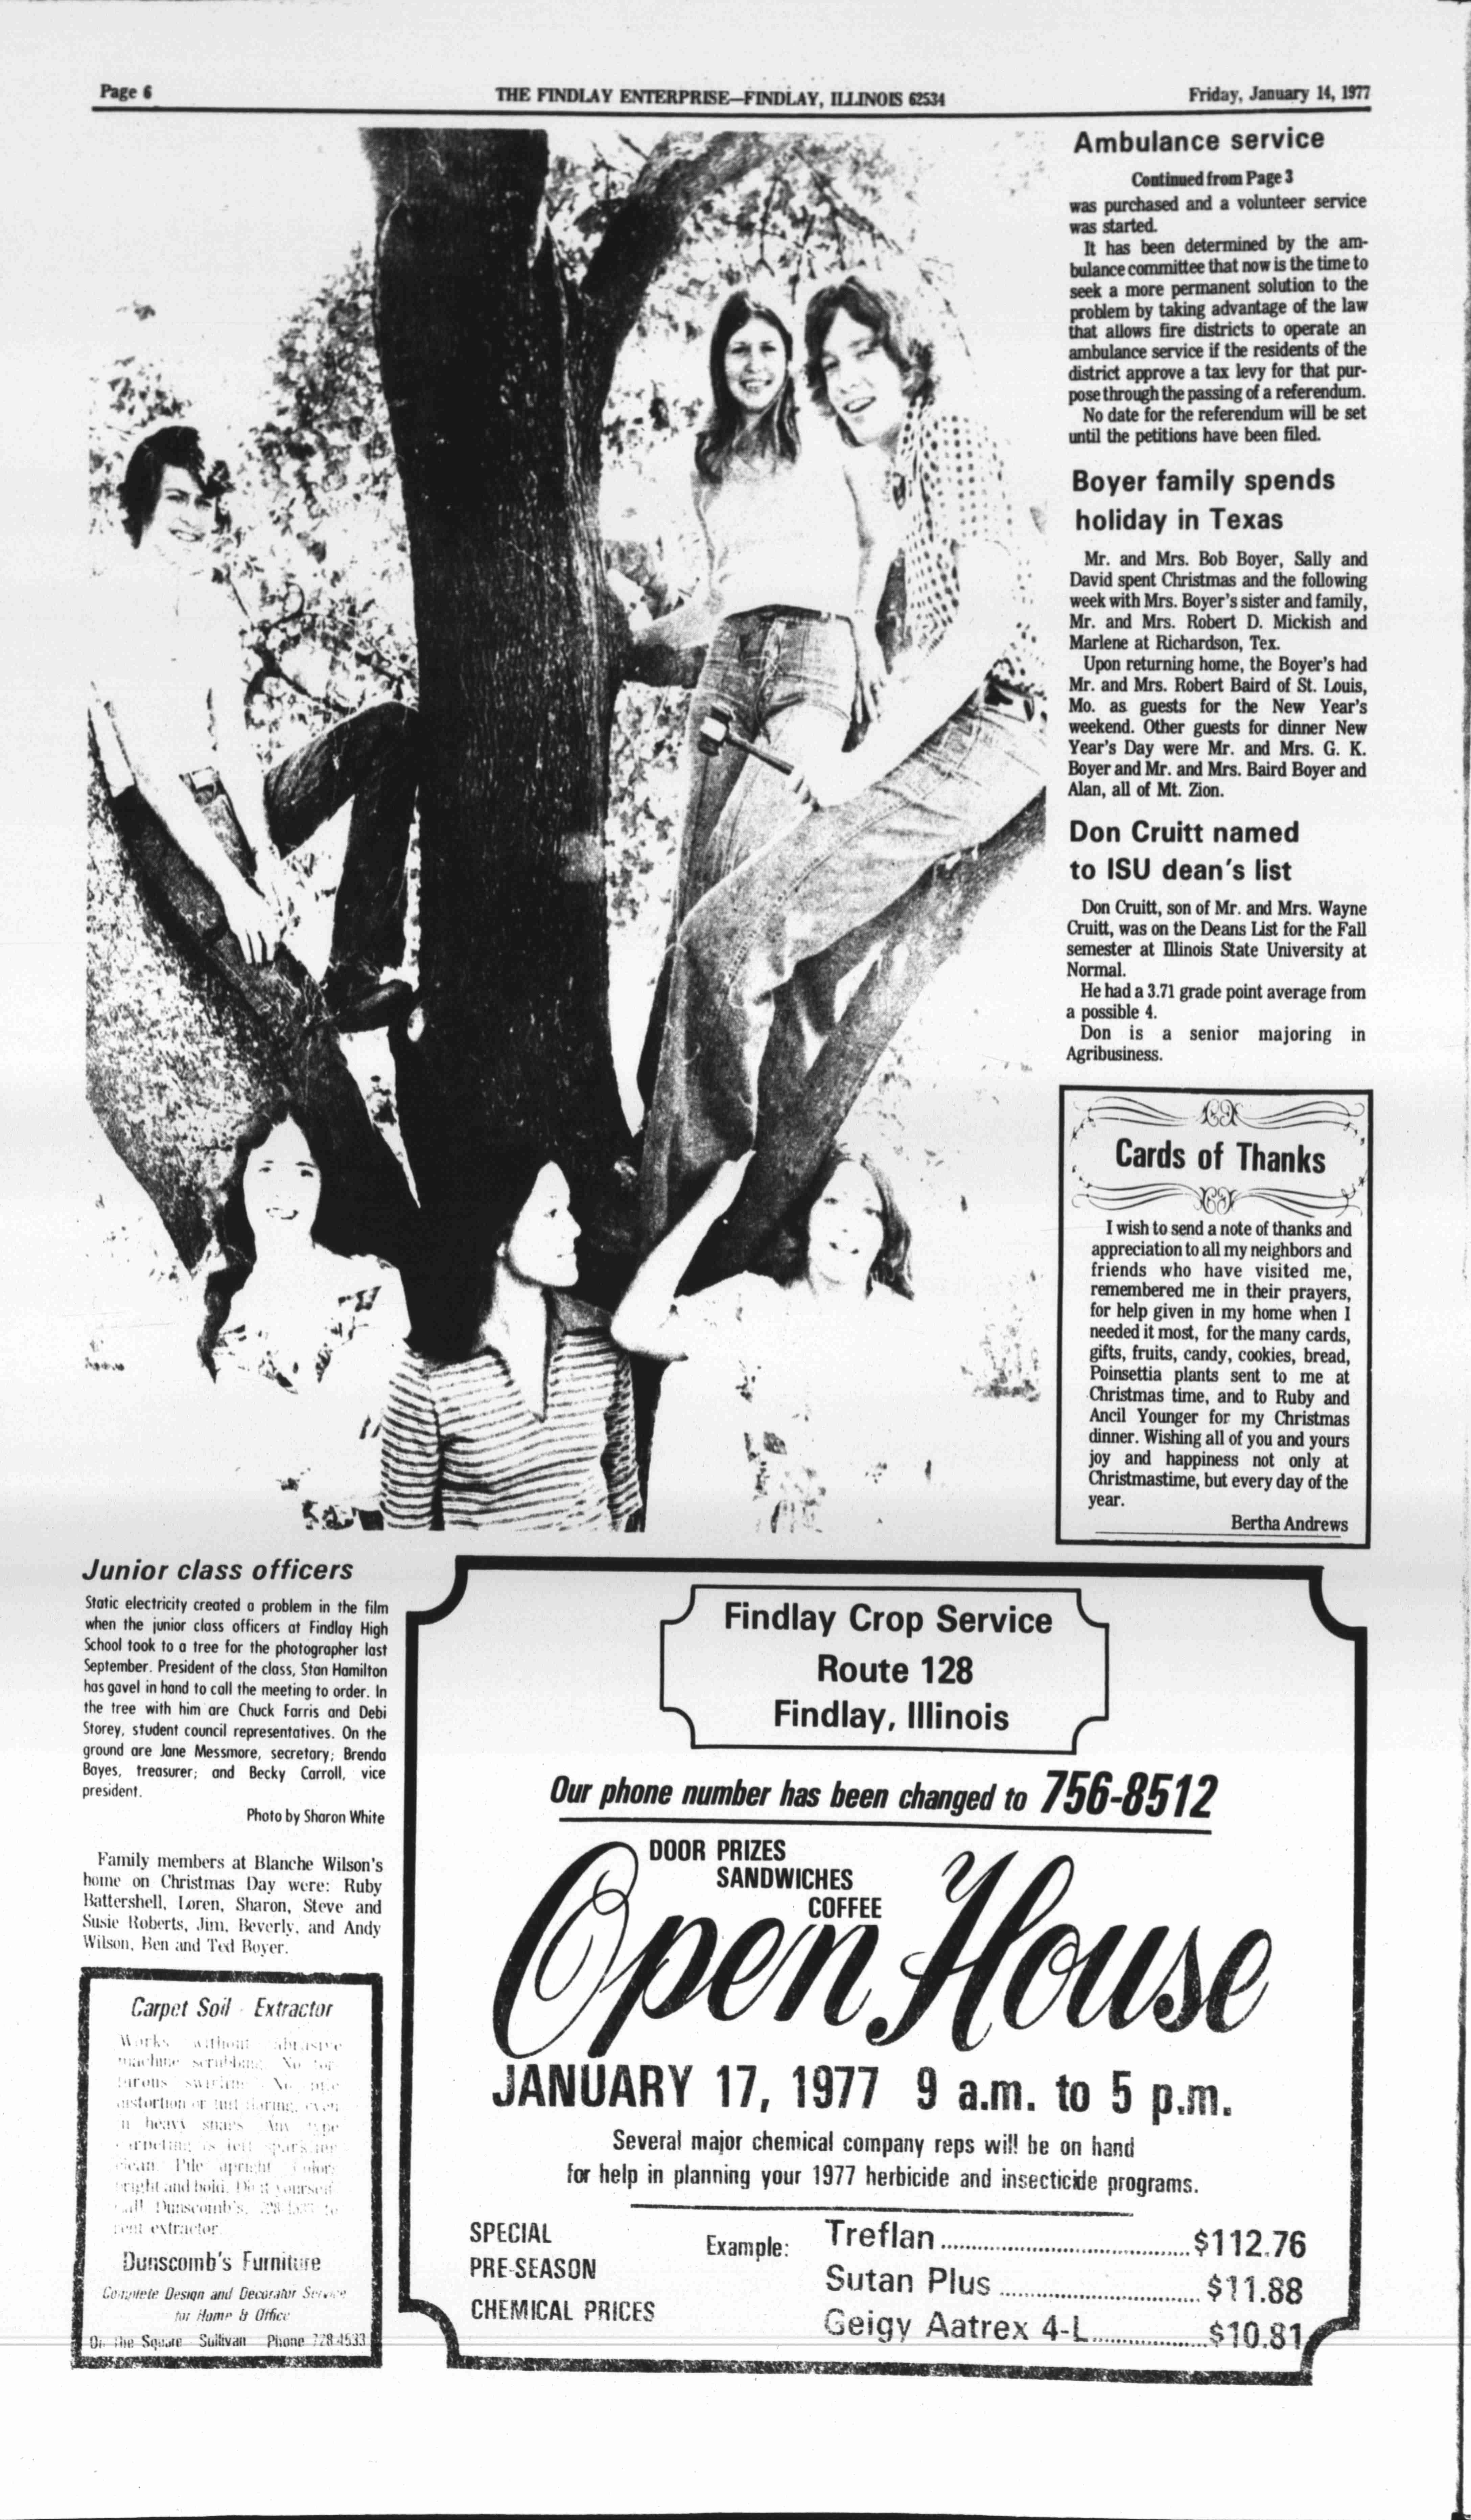 Page 6
THE FINDLAY ENTERPRISE—FINDLAY, ILLINOIS 62534
Friday, January 14, 1977
Ambulance service
Continued from Page 3
was purchased and a volunteer service
was started.
It has been determined by the am-
bulance committee that now is the time to
seek a more permanent solution to the
problem by taking advantage of the law
that allows fire districts to operate an
ambulance service if the residents of the
district approve a tax levy for that pur-
pose through the passing of a referendum.
No date for the referendum will be set
until the petitions have been filed.
Boyer family spends
holiday in Texas
Mr. and Mrs. Bob Boyer, Sally and
David spent Christmas and the following
week with Mrs. Boyer's sister and family,
Mr. and Mrs. Robert D. Mickish and
Marlene at Richardson, Tex.
Upon returning home, the Boyer's had
Mr. and Mrs. Robert Baird of St. Louis,
Mo. as guests for the New Year's
weekend. Other guests for dinner New
Year's Day were Mr. and Mrs. G. K.
Boyer and Mr. and Mrs. Baird Boyer and
Alan, all of Mt. Zion.
Don Cruitt named
to ISU dean's list
Don Cruitt, son of Mr. and Mrs. Wayne
Cruitt, was on the Deans List for the Fall
semester at Illinois State University at
Normal.
He had a 3.71 grade point average from
a possible 4.
Don is a senior majoring in
Agribusiness.
Cards of Thanks
I wish to send a note of thanks and
appreciation to all my neighbors and
friends who have visited me,
remembered me in their prayers,
for help given in my home when I
needed it most, for the many cards,
gifts, fruits, candy, cookies, bread,
Poinsettia plants sent to me at
Christmas time, and to Ruby and
Ancil Younger for my Christmas
dinner. Wishing all of you and yours
joy and happiness not only at
Christmastime, but every day of the
year.
Bertha Andrews
Junior class officers
Static electricity created a problem in the film
when the junior class officers at Findlay High
School took to a tree for the photographer last
September. President of the class, Stan Hamilton
has gavel in hand to call the meeting to order. In
the tree with him are Chuck Farris and Debi
Storey, student council representatives. On the
ground are Jane Messmore, secretary; Brenda
Bayes, treasurer; and Becky Carroll, vice
president.
Photo by Sharon White
Family members at Blanche Wilson's
home on Christmas Day were: Ruby
Battershell, Loren, Sharon, Steve and
Susie Roberts, Jim, Beverly, and Andy
Wilson, Ben and Ted Boyer.
Carpet Soil - Extractor
Works without abrasive
machine scrubbing. No
No
distortion or
in heavy Any type
carpeting is left
clean. Pile upright.
bright and bold. Do it yourself.
Call Dunscomb's, to
rent extractor.
Dunscomb's Furniture
Complete Design and Decorator Service
for Home & Office
On the Square Sullivan Phone 728-4533
Findlay Crop Service
Route 128
Findlay, Illinois
Our phone number has been changed to 756-8512
DOOR PRIZES
SANDWICHES
COFFEE
Open House
JANUARY 17, 1977 9 a.m. to 5 p.m.
Several major chemical company reps will be on hand
for help in planning your 1977 herbicide and insecticide programs.
SPECIAL
PRE-SEASON
CHEMICAL PRICES
Example:
Treflan.......................................$112.76
Sutan Plus ..............................$11.88
Geigy Aatrex 4-L..................$10.81